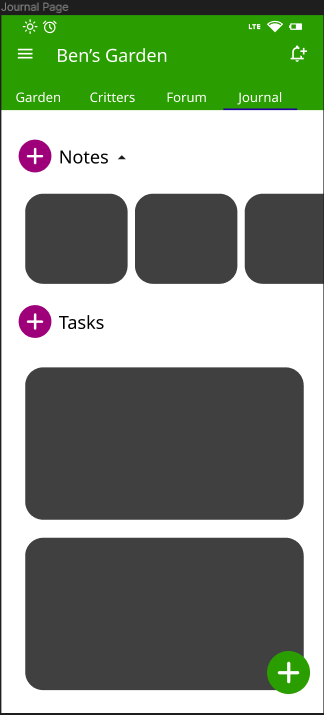 Journal Page
LTE
Ben’s Garden
Garden Critters Forum Journal
Notes
Tasks